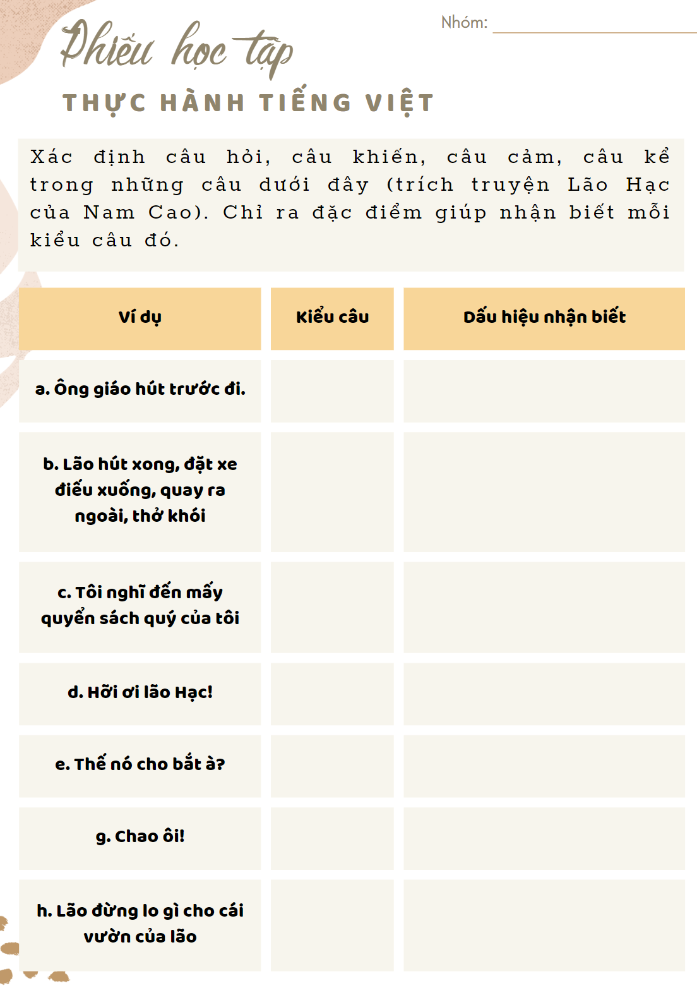 Nhóm:
Phiếu học tập
THỰC HÀNH TIẾNG VIỆT
Xác định câu hỏi, câu khiến, câu cảm, câu kể
trong những câu dưới đây (trích truyện Lão Hạc
của Nam Cao). Chỉ ra đặc điểm giúp nhận biết mỗi
kiểu câu đó.
Ví dụ
Kiểu câu
Dấu hiệu nhận biết
a. Ông giáo hút trước đi.
b. Lão hút xong, đặt xe
điếu xuống, quay ra
ngoài, thở khói
c. Tôi nghĩ đến mấy
quyển sách quý của tôi
d. Hỡi ơi lão Hạc!
e. Thế nó cho bắt à?
g. Chao ôi!
h. Lão đừng lo gì cho cái
vườn của lão